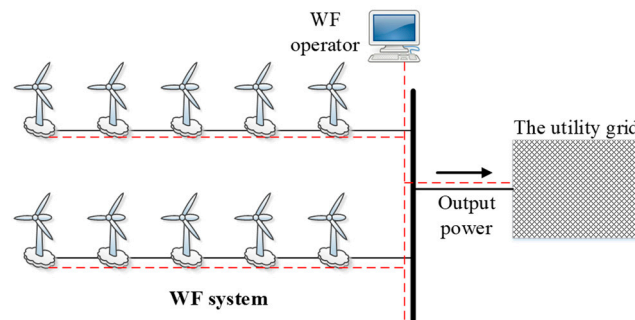 WF
operator
The utility grid
Output
power
WF system